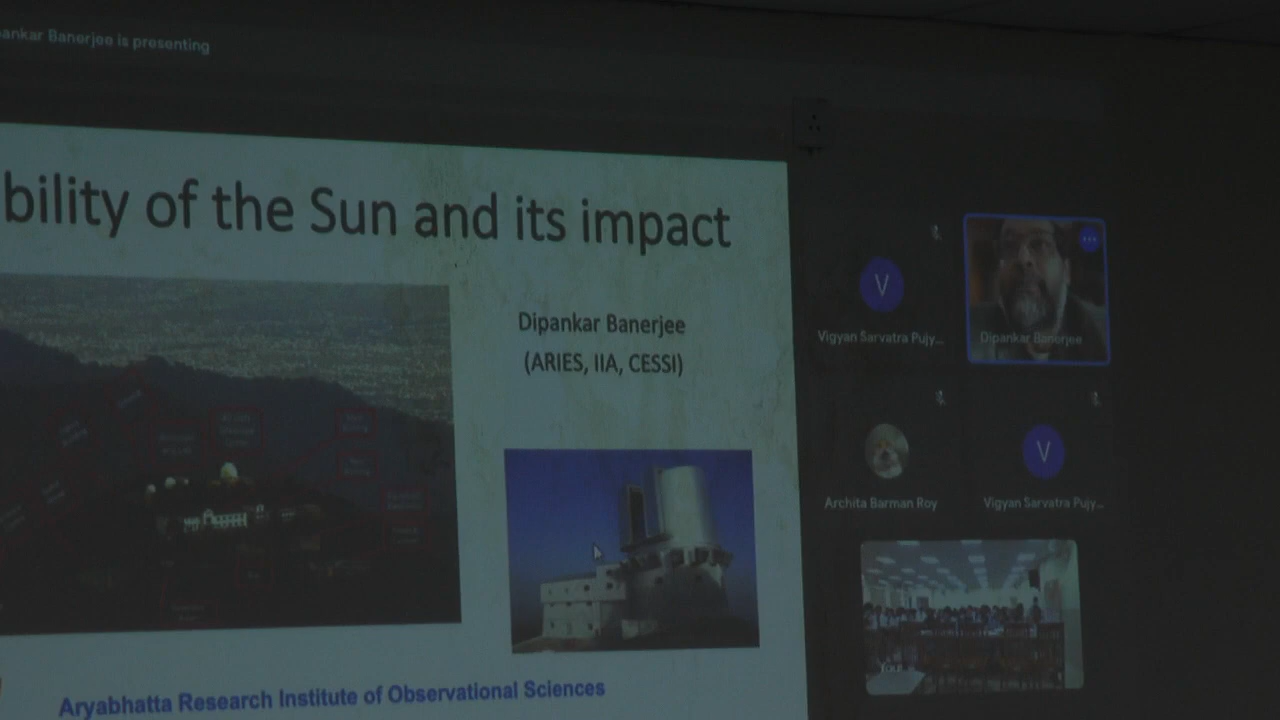 ankar Banerjee is presenting
bility of the Sun and its impact
Dipankar Banerjee
(ARIES, IIA, CESSI)
Aryabhatta Research Institute of Observational Sciences
V
Vigyan Sarvatra Pujy...
Dipankar Banerjee
Archita Barman Roy
V
Vigyan Sarvatra Pujy...
You